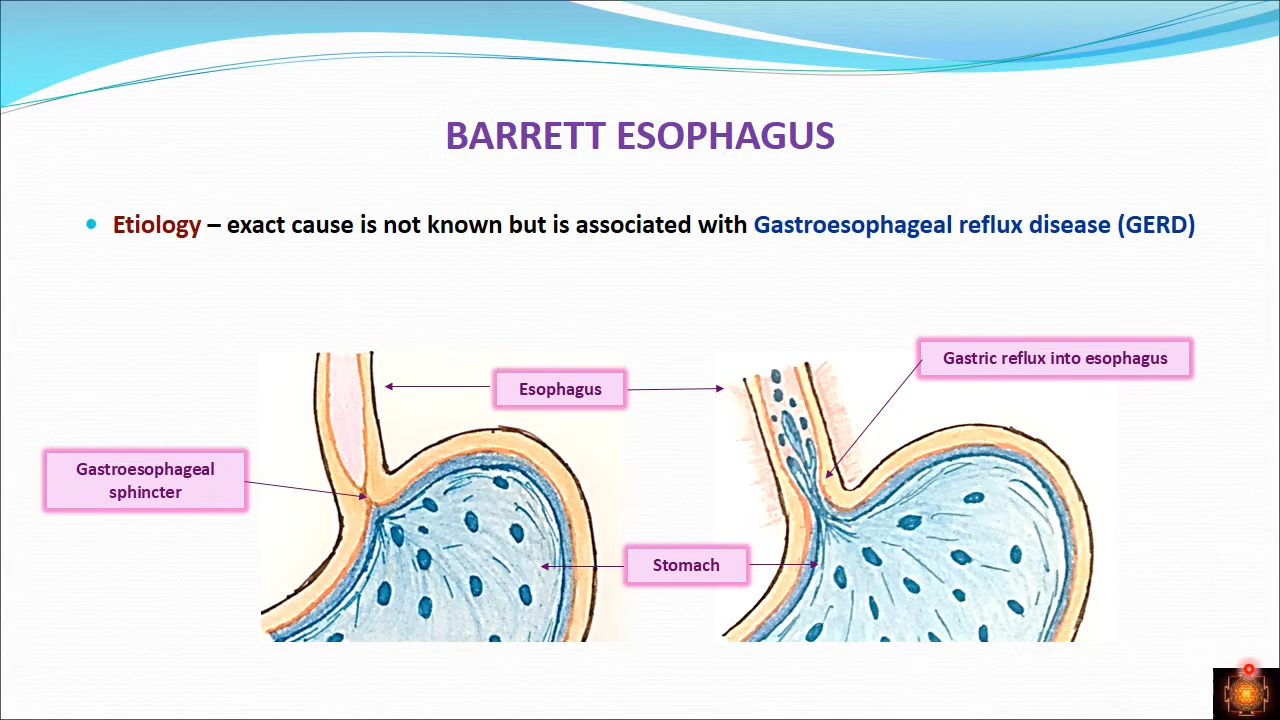 BARRETT ESOPHAGUS
• Etiology – exact cause is not known but is associated with Gastroesophageal reflux disease (GERD)
Gastric reflux into esophagus
Esophagus
Gastroesophageal
sphincter
Stomach